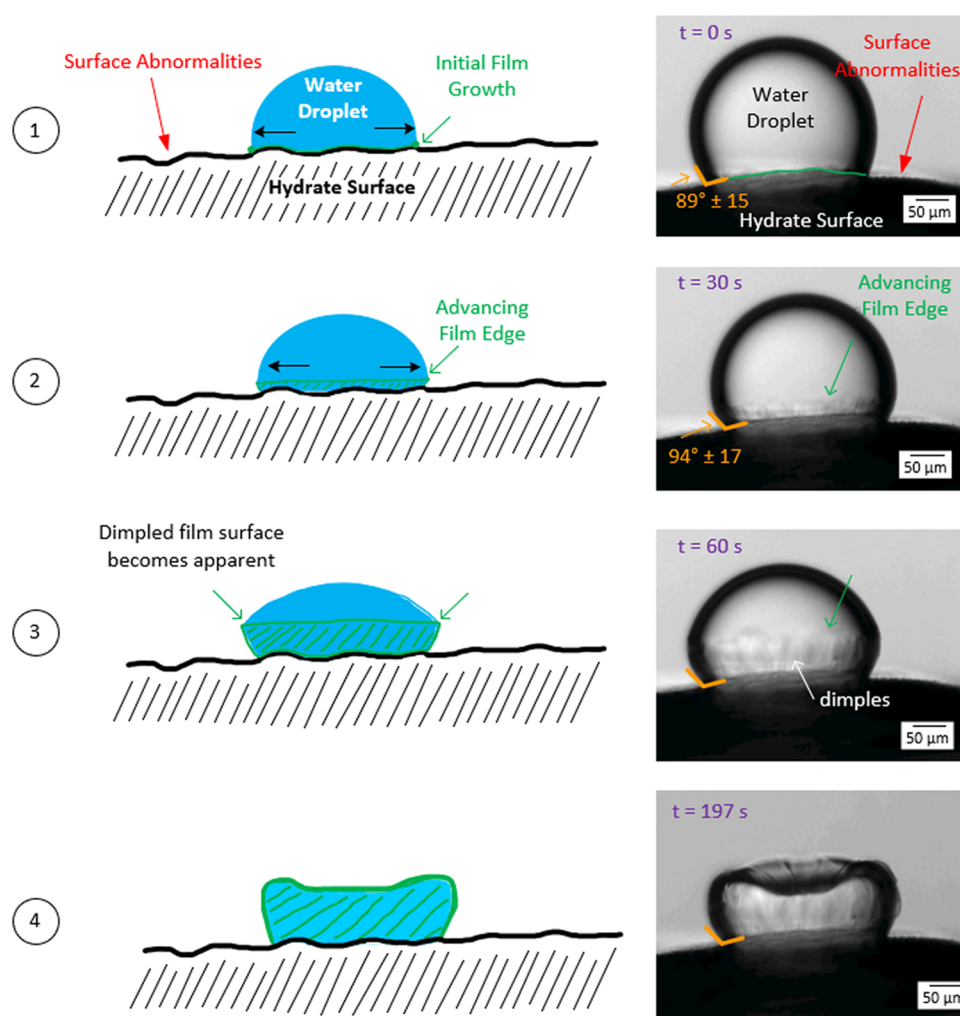 1
Surface Abnormalities
Water
Droplet
Initial Film
Growth
Hydrate Surface
t = 0 s
Surface
Abnormalities
Water
Droplet
89° ± 15
Hydrate Surface
50 µm
2
Advancing
Film Edge
t = 30 s
Advancing
Film Edge
94° ± 17
50 µm
3
Dimpled film surface
becomes apparent
t = 60 s
dimples
50 µm
4
t = 197 s
50 µm